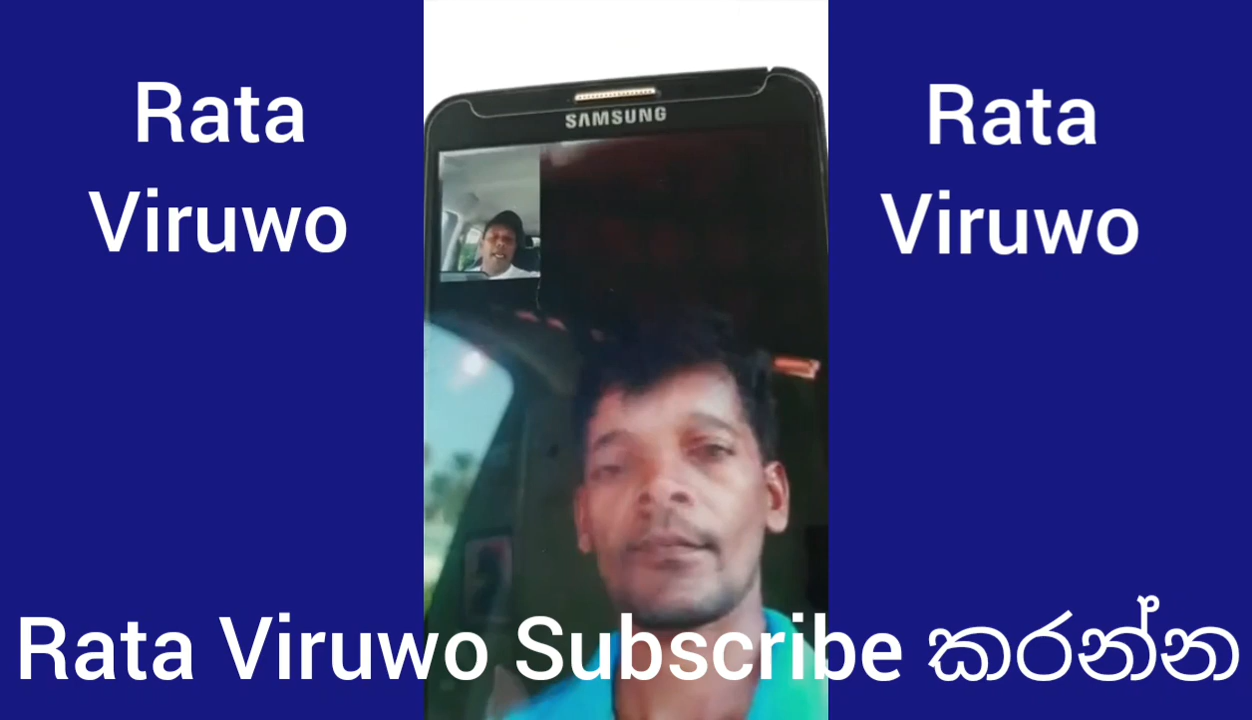 Rata
Viruwo
SAMSUNG
Rata
Viruwo
Rata Viruwo Subscribe කරන්න